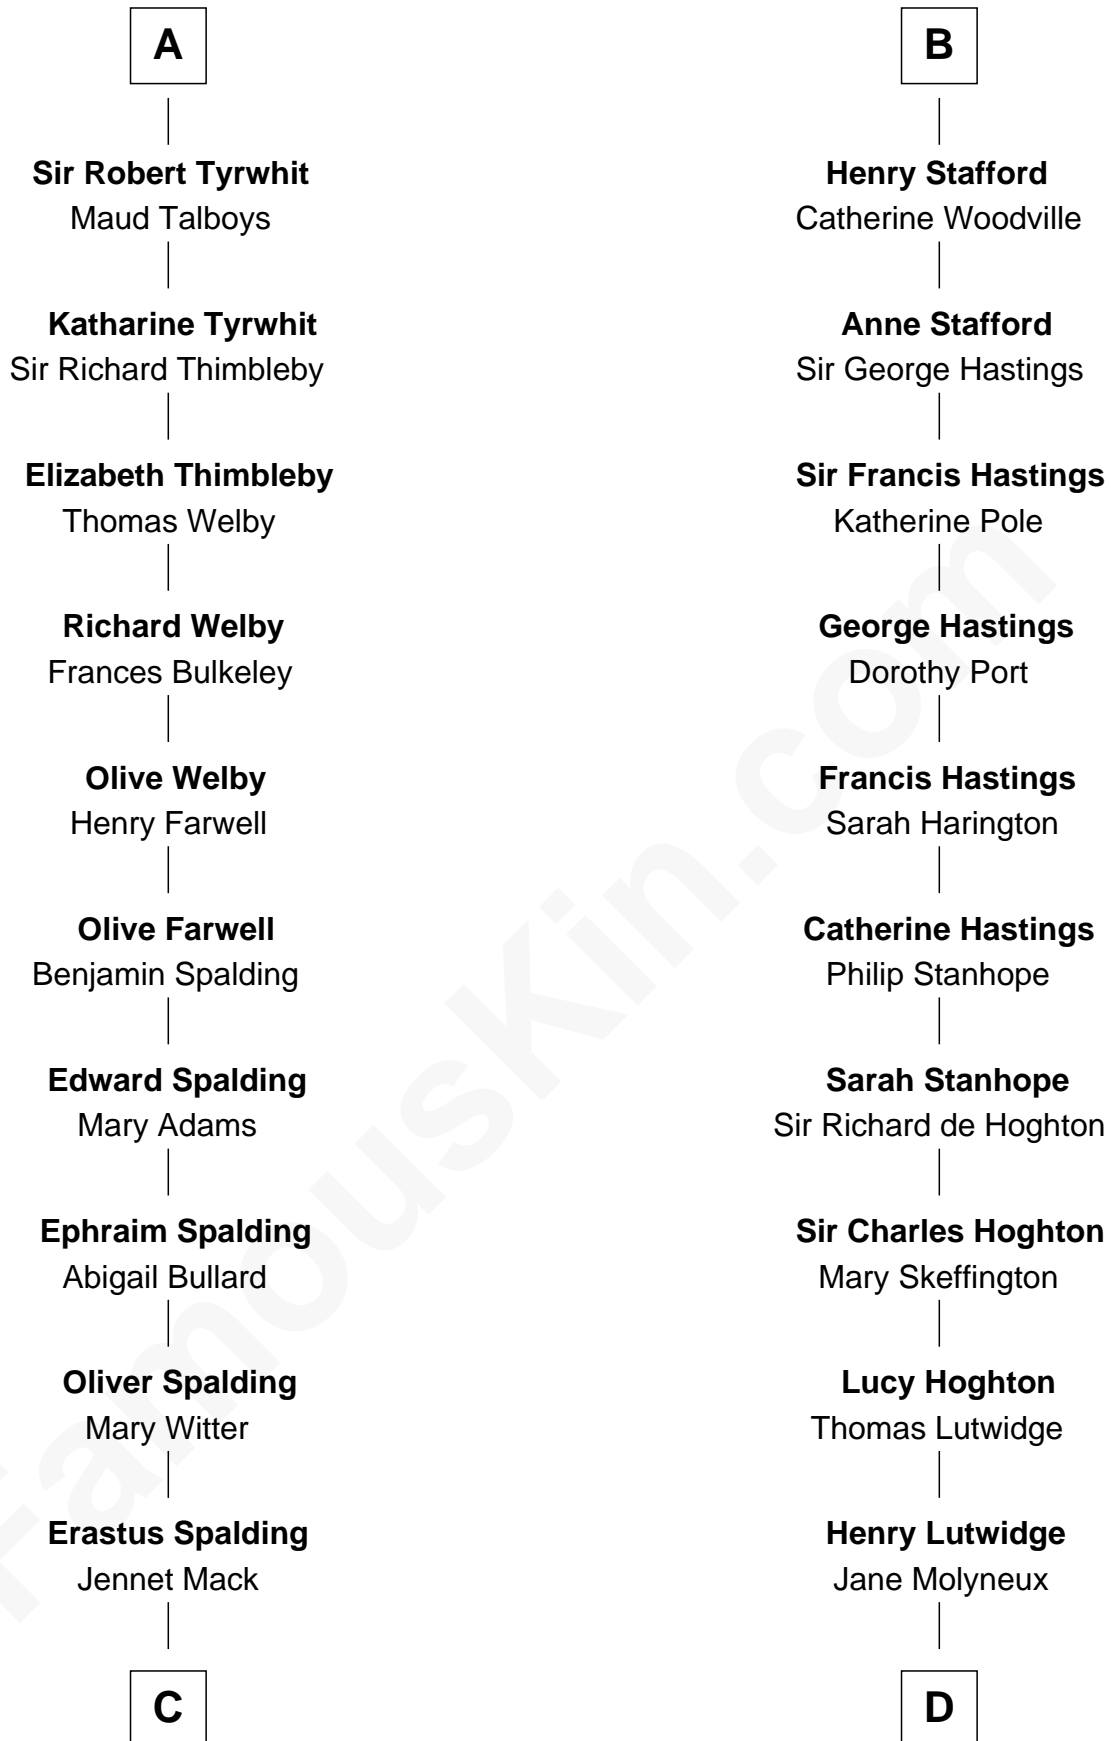 A
Sir Robert Tyrwhit
Maud Talboys
Katharine Tyrwhit
Sir Richard Thimbleby
Elizabeth Thimbleby
Thomas Welby
Richard Welby
Frances Bulkeley
Olive Welby
Henry Farwell
Olive Farwell
Benjamin Spalding
Edward Spalding
Mary Adams
Ephraim Spalding
Abigail Bullard
Oliver Spalding
Mary Witter
Erastus Spalding
Jennet Mack
C
B
Henry Stafford
Catherine Woodville
Anne Stafford
Sir George Hastings
Sir Francis Hastings
Katherine Pole
George Hastings
Dorothy Port
Francis Hastings
Sarah Harington
Catherine Hastings
Philip Stanhope
Sarah Stanhope
Sir Richard de Hoghton
Sir Charles Hoghton
Mary Skeffington
Lucy Hoghton
Thomas Lutwidge
Henry Lutwidge
Jane Molyneux
D
FamousKin.com